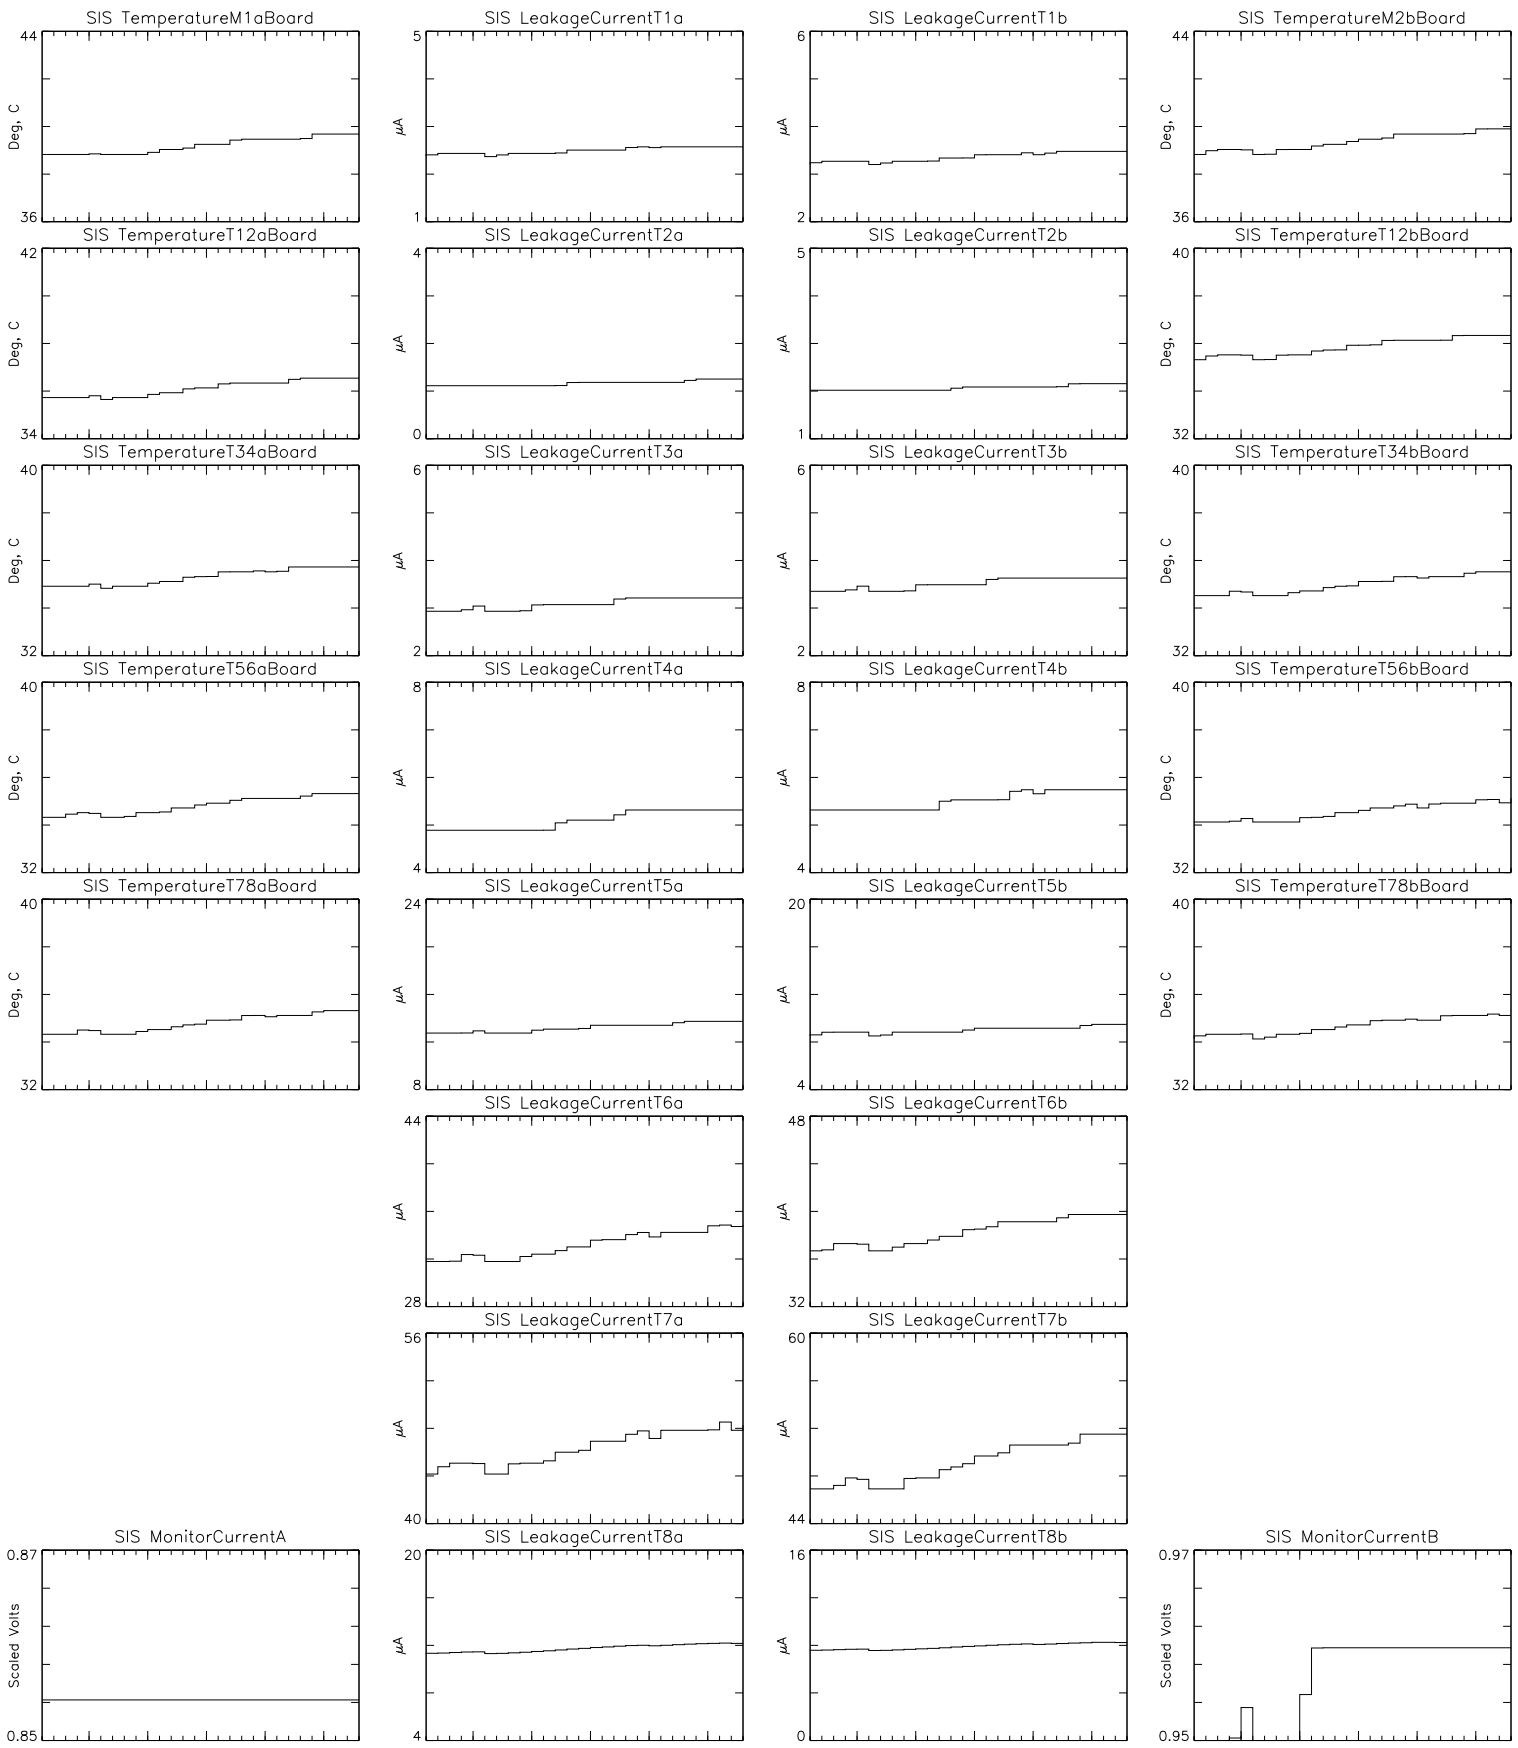 SIS TemperatureM1aBoard
44
Deg, C
36
SIS LeakageCurrentT1a
5
μA
1
SIS LeakageCurrentT1b
6
μA
2
SIS TemperatureM2bBoard
44
Deg, C
36
SIS TemperatureT12aBoard
42
Deg, C
34
SIS LeakageCurrentT2a
4
μA
0
SIS LeakageCurrentT2b
5
μA
1
SIS TemperatureT12bBoard
40
Deg, C
32
SIS TemperatureT34aBoard
40
Deg, C
32
SIS LeakageCurrentT3a
6
μA
2
SIS LeakageCurrentT3b
6
μA
2
SIS TemperatureT34bBoard
40
Deg, C
32
SIS TemperatureT56aBoard
40
Deg, C
32
SIS LeakageCurrentT4a
8
μA
4
SIS LeakageCurrentT4b
8
μA
4
SIS TemperatureT56bBoard
40
Deg, C
32
SIS TemperatureT78aBoard
40
Deg, C
32
SIS LeakageCurrentT5a
24
μA
8
SIS LeakageCurrentT5b
20
μA
4
SIS TemperatureT78bBoard
40
Deg, C
32
SIS LeakageCurrentT6a
44
μA
28
SIS LeakageCurrentT6b
48
μA
32
SIS LeakageCurrentT7a
56
μA
40
SIS LeakageCurrentT7b
60
μA
44
SIS MonitorCurrentA
0.87
Scaled Volts
0.85
SIS LeakageCurrentT8a
20
μA
4
SIS LeakageCurrentT8b
16
μA
0
SIS MonitorCurrentB
0.97
Scaled Volts
0.95